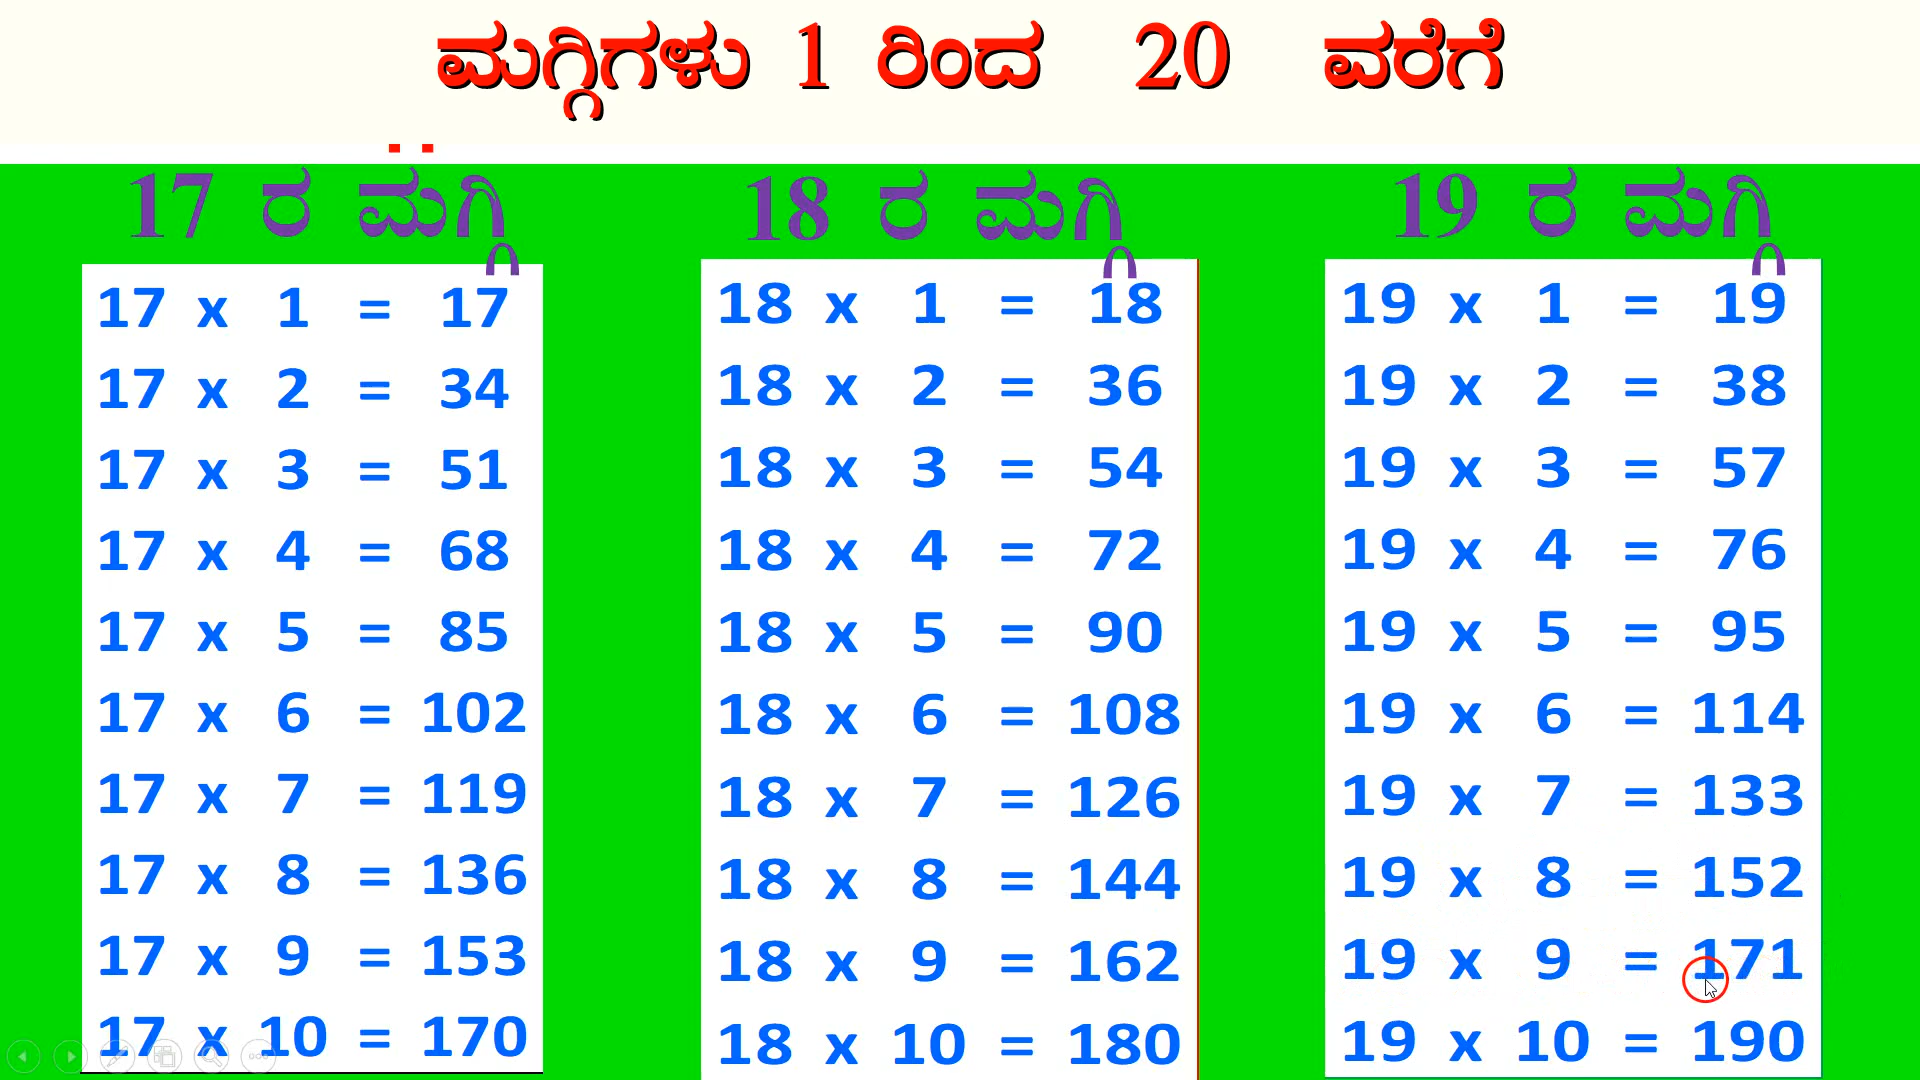 ಮಗ್ಗಿಗಳು 1 ರಿಂದ 20 ವರೆಗೆ
17 ರ ಮಗ್ಗಿ
17 x 1 = 17
17 x 2 = 34
17 x 3 = 51
17 x 4 = 68
17 x 5 = 85
17 x 6 = 102
17 x 7 = 119
17 x 8 = 136
17 x 9 = 153
17 x 10 = 170
18 ರ ಮಗ್ಗಿ
18 x 1 = 18
18 x 2 = 36
18 x 3 = 54
18 x 4 = 72
18 x 5 = 90
18 x 6 = 108
18 x 7 = 126
18 x 8 = 144
18 x 9 = 162
18 x 10 = 180
19 ರ ಮಗ್ಗಿ
19 x 1 = 19
19 x 2 = 38
19 x 3 = 57
19 x 4 = 76
19 x 5 = 95
19 x 6 = 114
19 x 7 = 133
19 x 8 = 152
19 x 9 = 171
19 x 10 = 190